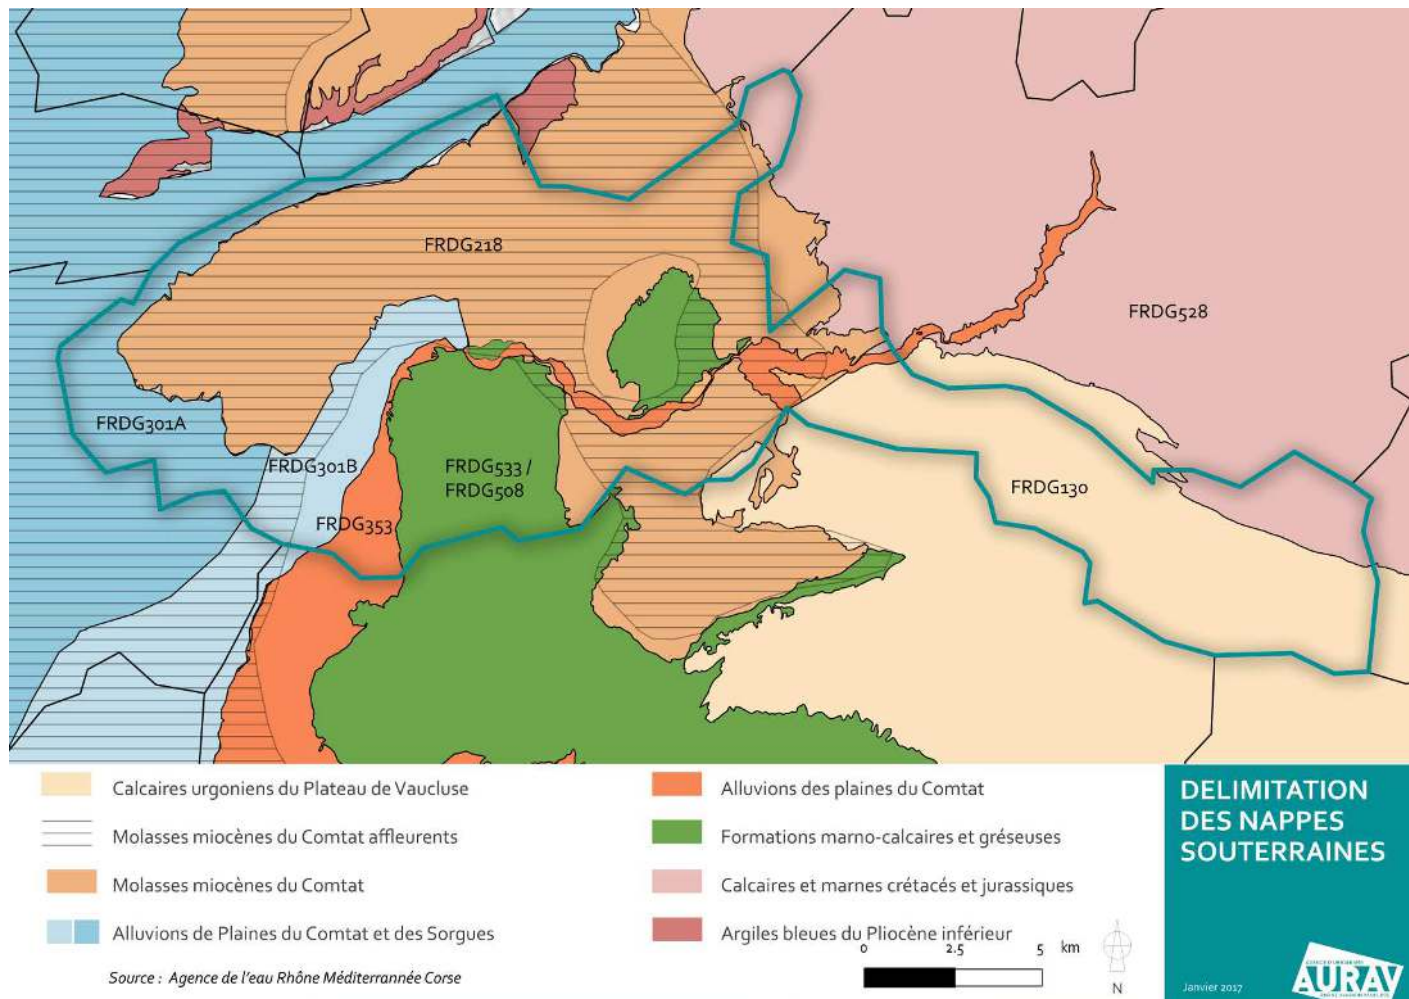 FRDG218
FRDG528
FRDG301A
FRDG301B
FRDG533 /
FRDG508
FRDG130
FRDG353
Calcaires urgoniens du Plateau de Vaucluse
Molasses miocènes du Comtat affleurents
Molasses miocènes du Comtat
Alluvions de Plaines du Comtat et des Sorgues
Source : Agence de l'eau Rhône Méditerrannée Corse
Alluvions des plaines du Comtat
Formations marno-calcaires et gréseuses
Calcaires et marnes crétacés et jurassiques
Argiles bleues du Pliocène inférieur
0 2.5 5 km
N
DELIMITATION
DES NAPPES
SOUTERRAINES
Janvier 2017
AURAV